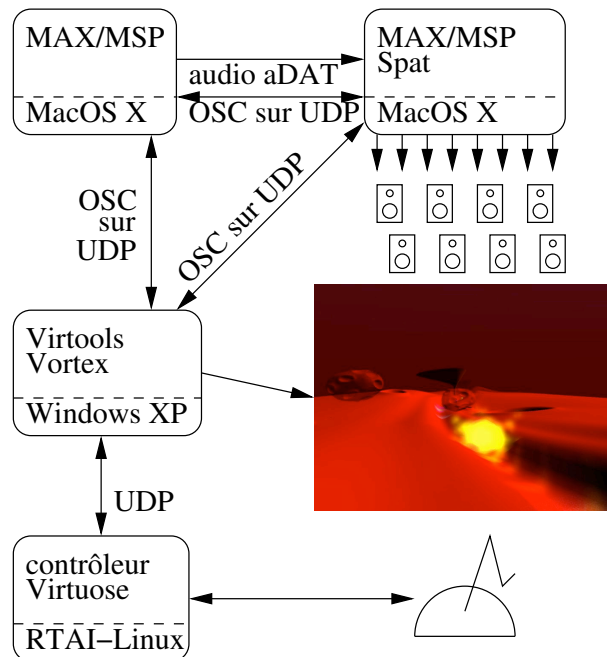 MAX/MSP
MacOS X
audio aDAT
OSC sur UDP
MAX/MSP
Spat
MacOS X
OSC
sur
UDP
OSC sur UDP
Virtools
Vortex
Windows XP
UDP
contrôleur
Virtuose
RTAI–Linux